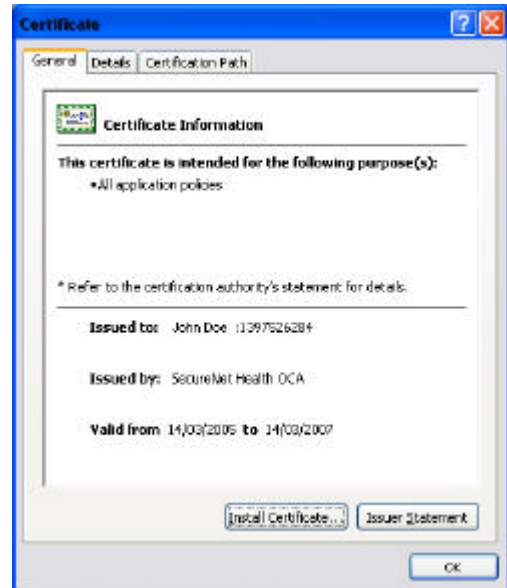 Certificate
General Details Certification Path
Certificate Information
This certificate is intended for the following purpose(s):
•All application policies
* Refer to the certification authority's statement for details.
Issued to: John Doe :1397526284
Issued by: SecureNet Health OCA
Valid from 14/03/2005 to 14/03/2007
Install Certificate... Issuer Statement
OK